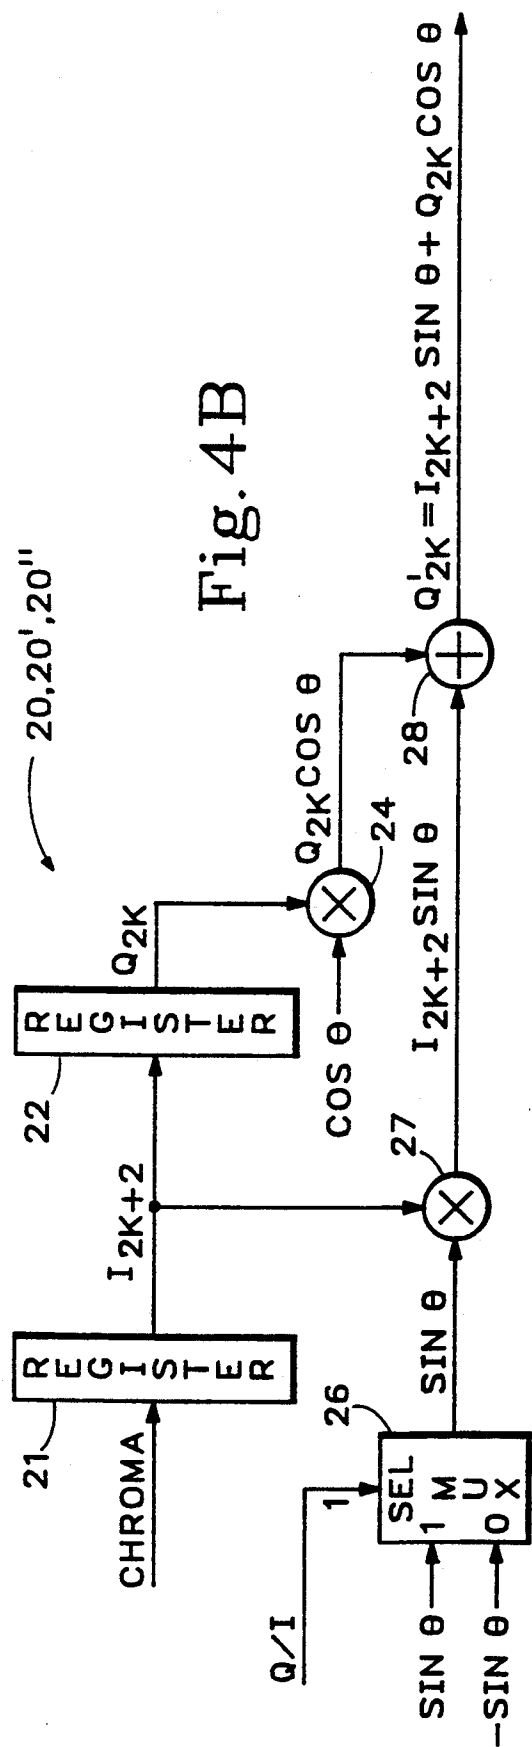 20,20',20"
Fig. 4B
CHROMA
21
REGISTER
I2K+2
22
REGISTER
Q2K
COS θ
24
Q2K COS θ
Q/I
1
26
SEL
1
0
MUX
SIN θ
—SIN θ
SIN θ
27
I2K+2 SIN θ
28
Q'2K = I2K+2 SIN θ + Q2K COS θ